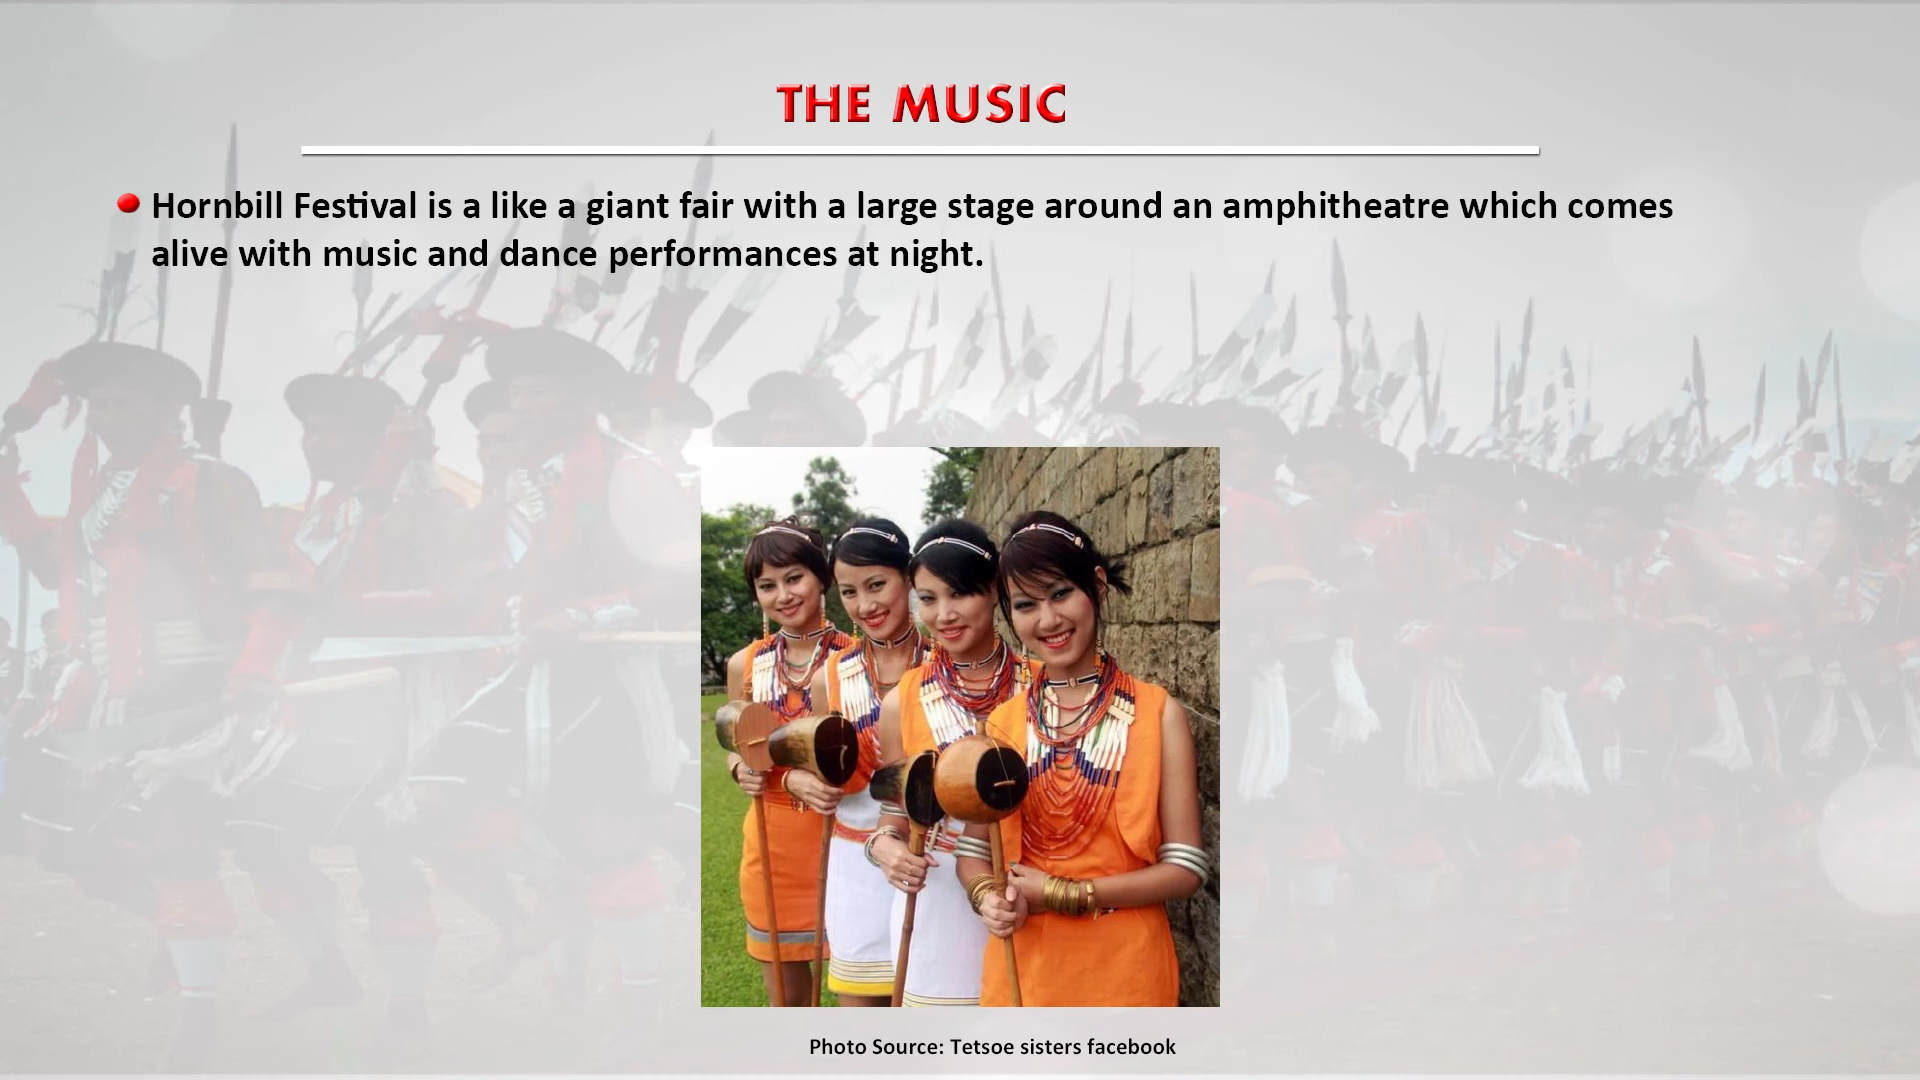 THE MUSIC
Hornbill Festival is a like a giant fair with a large stage around an amphitheatre which comes
alive with music and dance performances at night.
Photo Source: Tetsoe sisters facebook